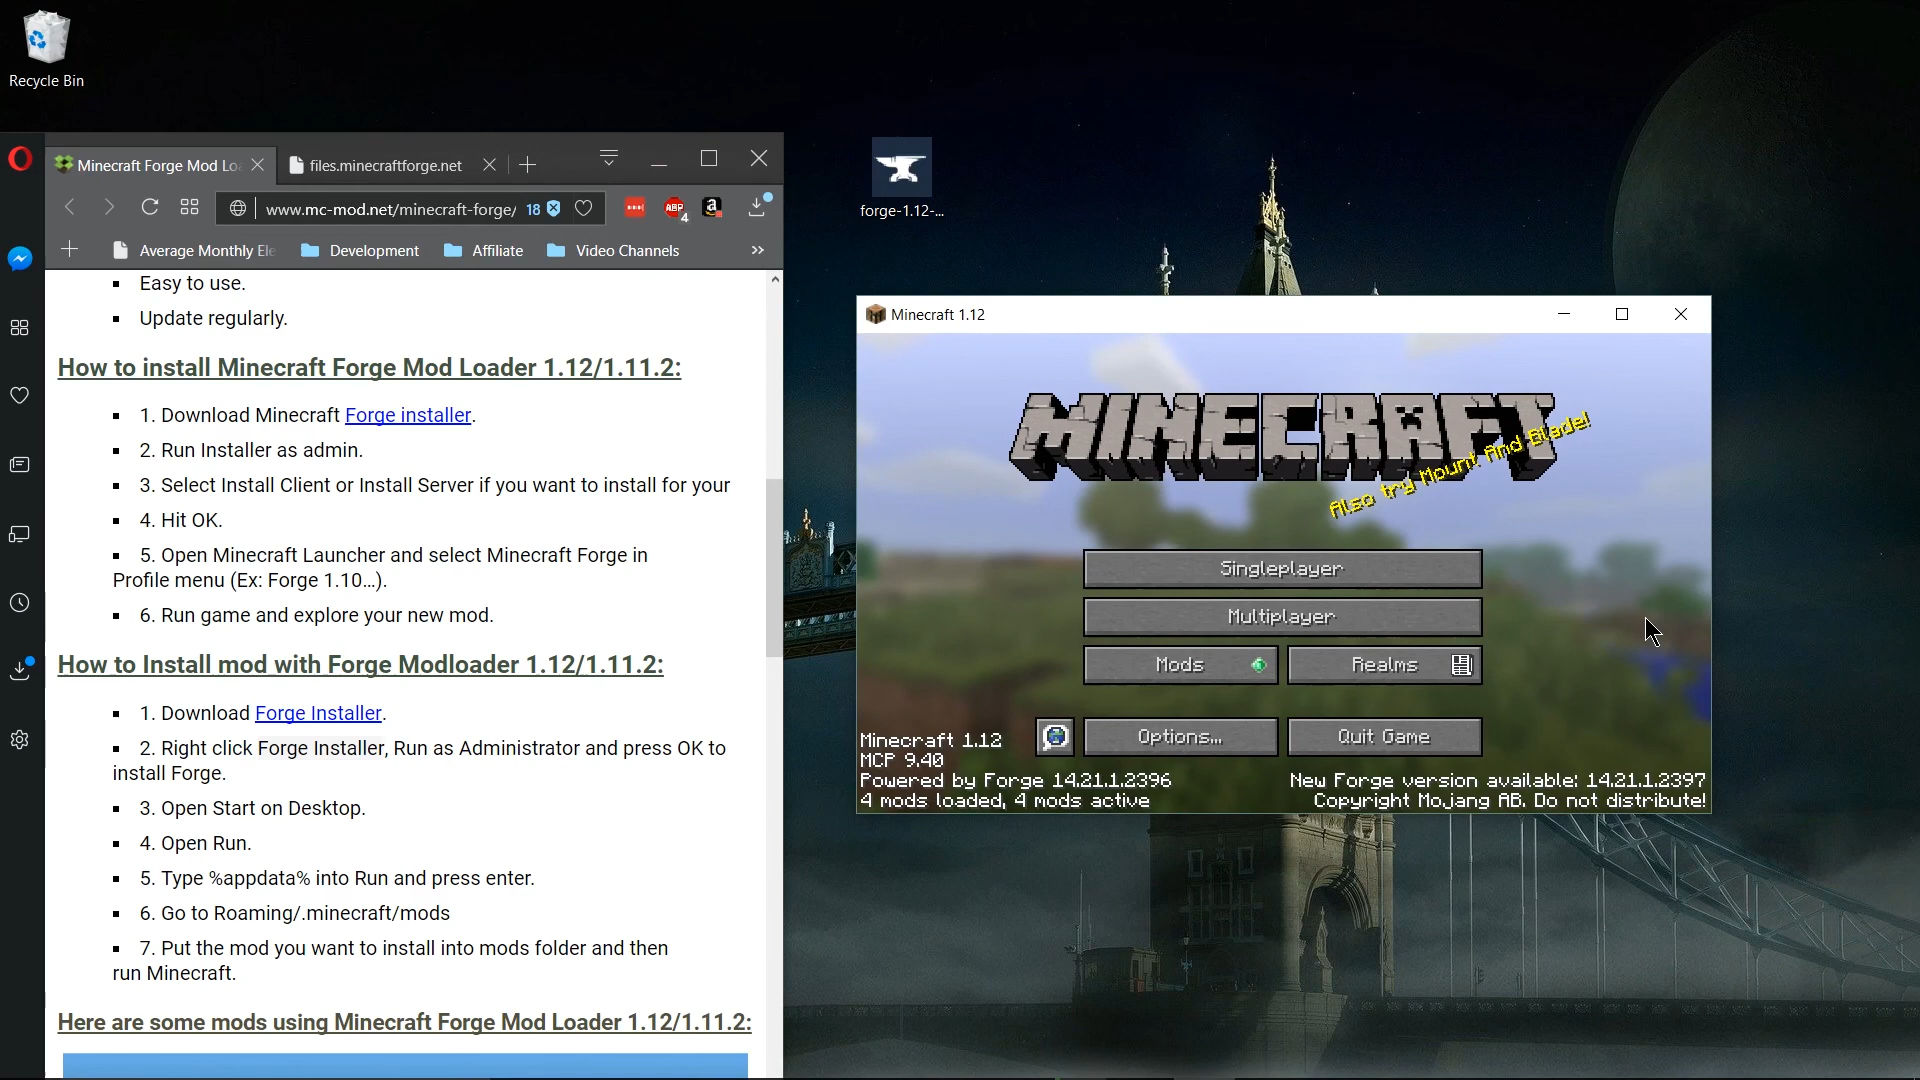 Recycle Bin
Minecraft Forge Mod Loa
files.minecraftforge.net
www.mc-mod.net/minecraft-forge/
18
ABP
4
a
Average Monthly Ele
Development
Affiliate
Video Channels
»
Easy to use.
Update regularly.
How to install Minecraft Forge Mod Loader 1.12/1.11.2:
1. Download Minecraft Forge installer.
2. Run Installer as admin.
3. Select Install Client or Install Server if you want to install for your
4. Hit OK.
5. Open Minecraft Launcher and select Minecraft Forge in
Profile menu (Ex: Forge 1.10…).
6. Run game and explore your new mod.
How to Install mod with Forge Modloader 1.12/1.11.2:
1. Download Forge Installer.
2. Right click Forge Installer, Run as Administrator and press OK to
install Forge.
3. Open Start on Desktop.
4. Open Run.
5. Type %appdata% into Run and press enter.
6. Go to Roaming/.minecraft/mods
7. Put the mod you want to install into mods folder and then
run Minecraft.
Here are some mods using Minecraft Forge Mod Loader 1.12/1.11.2:
forge-1.12-...
Minecraft 1.12
MINECRAFT
Also try Mount And Blade!
Singleplayer
Multiplayer
Mods
Realms
Options...
Quit Game
Minecraft 1.12
MCP 9.40
Powered by Forge 14.21.1.2396
4 mods loaded, 4 mods active
New Forge version available: 14.21.1.2397
Copyright Mojang AB. Do not distribute!